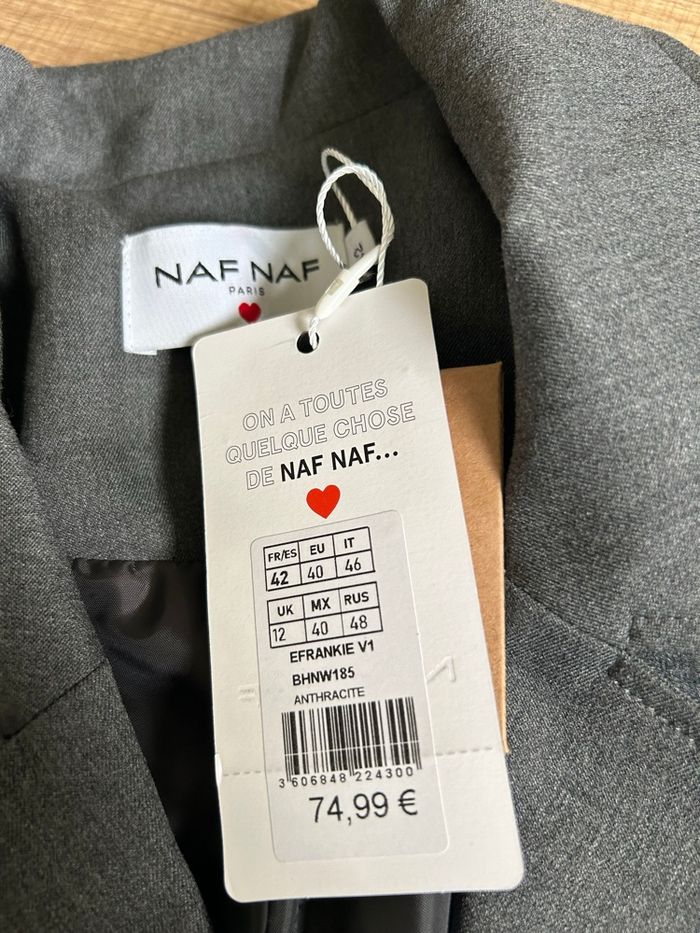 NAF NAF
PARIS
ON A TOUTES
QUELQUE CHOSE
DE NAF NAF...
FR/ES EU IT
42 40 46
UK MX RUS
12 40 48
EFRANKIE V1
BHNW185
ANTHRACITE
3 606848 224300
74,99 €